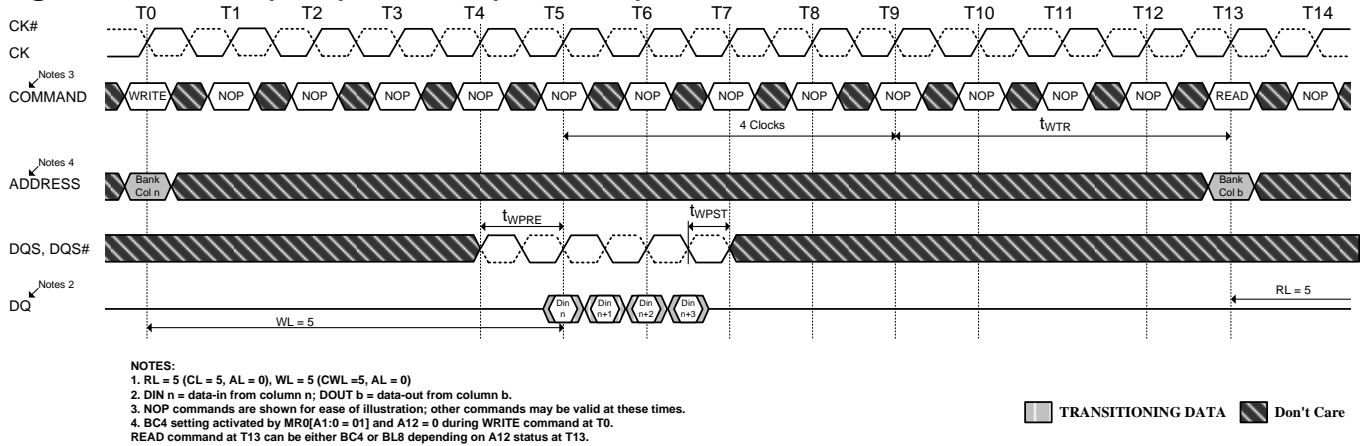 T0 T1 T2 T3 T4 T5 T6 T7 T8 T9 T10 T11 T12 T13 T14
CK#
CK
Notes 3
COMMAND
WRITE NOP NOP NOP NOP NOP NOP NOP NOP NOP NOP NOP NOP READ NOP
4 Clocks
tWTR
Notes 4
ADDRESS
Bank
Col n
Bank
Col b
tWPRE
tWPST
DQS, DQS#
Notes 2
DQ
Din
n
Din
n+1
Din
n+2
Din
n+3
RL = 5
WL = 5
NOTES:
1. RL = 5 (CL = 5, AL = 0), WL = 5 (CWL =5, AL = 0)
2. DIN n = data-in from column n; DOUT b = data-out from column b.
3. NOP commands are shown for ease of illustration; other commands may be valid at these times.
4. BC4 setting activated by MR0[A1:0 = 01] and A12 = 0 during WRITE command at T0.
READ command at T13 can be either BC4 or BL8 depending on A12 status at T13.
TRANSITIONING DATA
Don't Care